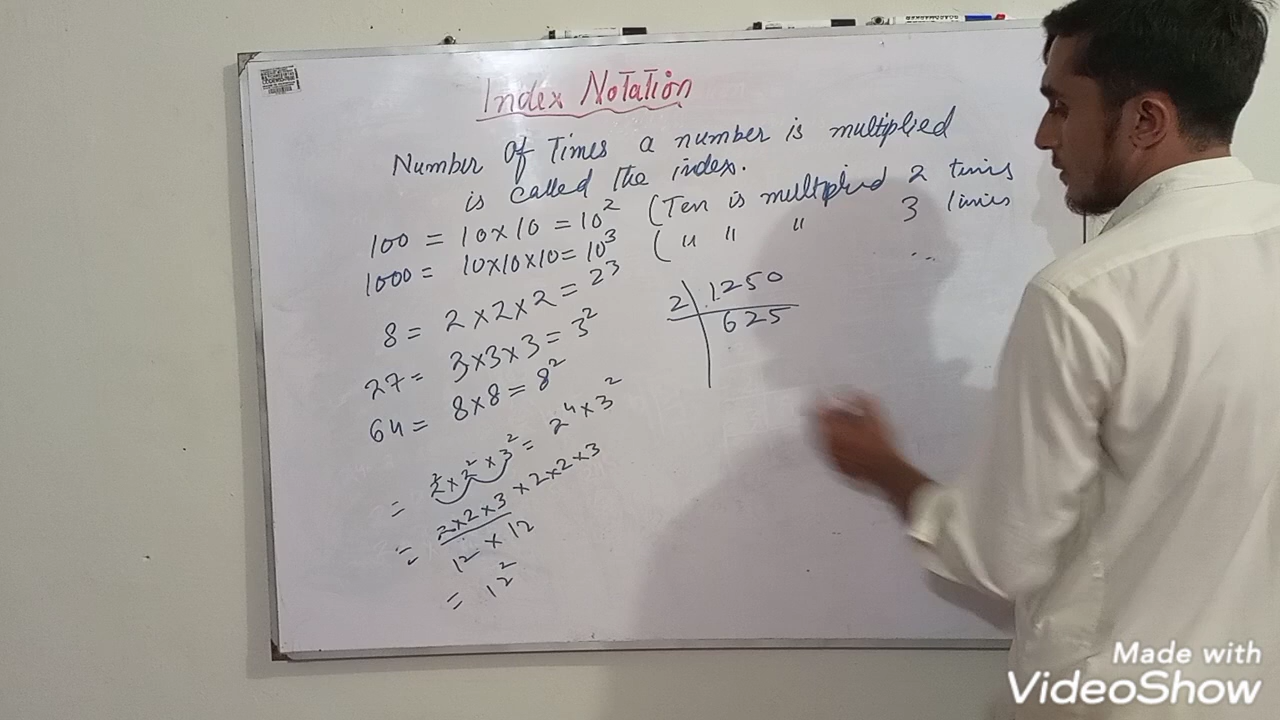 Index Notation
Number of Times a number is multiplied
is called the index.
100 = 10×10 = 10² (Ten is multiplied 2 times
1000 = 10×10×10 = 10³ ( " " " 3 times
...
8 = 2×2×2 = 2³
27 = 3×3×3 = 3²
64 = 8×8 = 8²
= 2²×2²×3² = 2⁴×3²
= 2×2×3×2×2×3
12 × 12
= 12²
2 1250
625
Made with
VideoShow